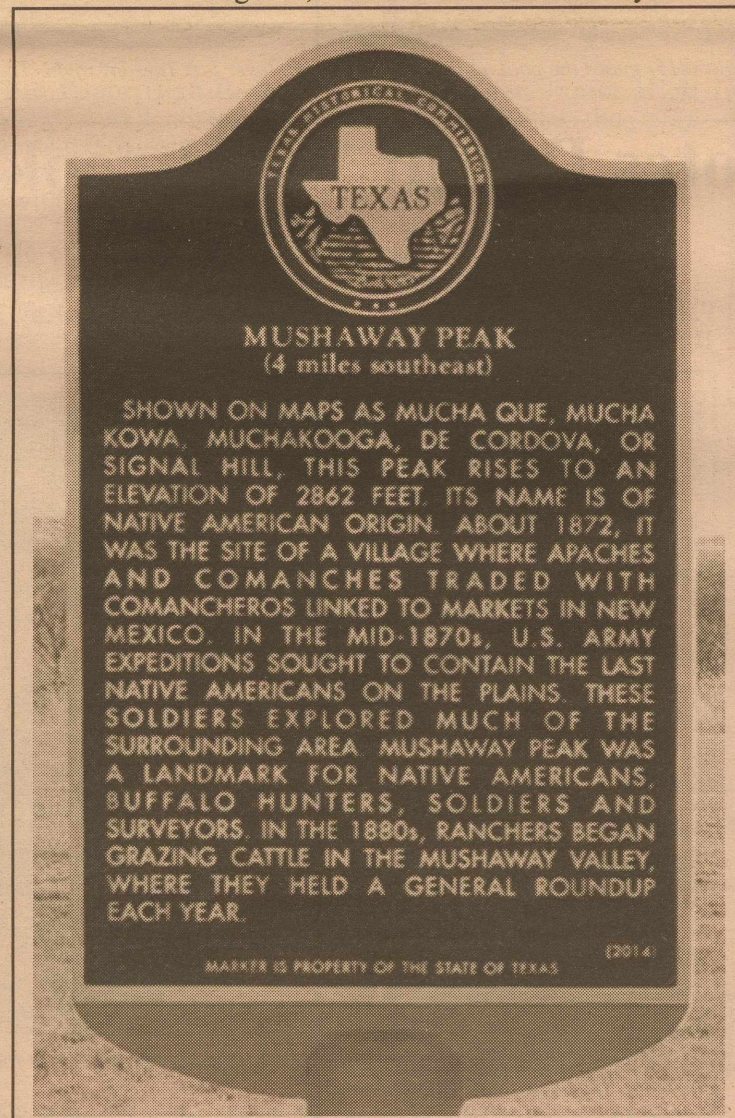 TEXAS HISTORICAL COMMISSION
TEXAS
MUSHAWAY PEAK
(4 miles southeast)
SHOWN ON MAPS AS MUCHA QUE, MUCHA
KOWA, MUCHAKOOGA, DE CORDOVA, OR
SIGNAL HILL, THIS PEAK RISES TO AN
ELEVATION OF 2862 FEET. ITS NAME IS OF
NATIVE AMERICAN ORIGIN. ABOUT 1872, IT
WAS THE SITE OF A VILLAGE WHERE APACHES
AND COMANCHES TRADED WITH
COMANCHEROS LINKED TO MARKETS IN NEW
MEXICO. IN THE MID-1870s, U.S. ARMY
EXPEDITIONS SOUGHT TO CONTAIN THE LAST
NATIVE AMERICANS ON THE PLAINS. THESE
SOLDIERS EXPLORED MUCH OF THE
SURROUNDING AREA. MUSHAWAY PEAK WAS
A LANDMARK FOR NATIVE AMERICANS,
BUFFALO HUNTERS, SOLDIERS AND
SURVEYORS. IN THE 1880s, RANCHERS BEGAN
GRAZING CATTLE IN THE MUSHAWAY VALLEY,
WHERE THEY HELD A GENERAL ROUNDUP
EACH YEAR.
(2014)
MARKER IS PROPERTY OF THE STATE OF TEXAS